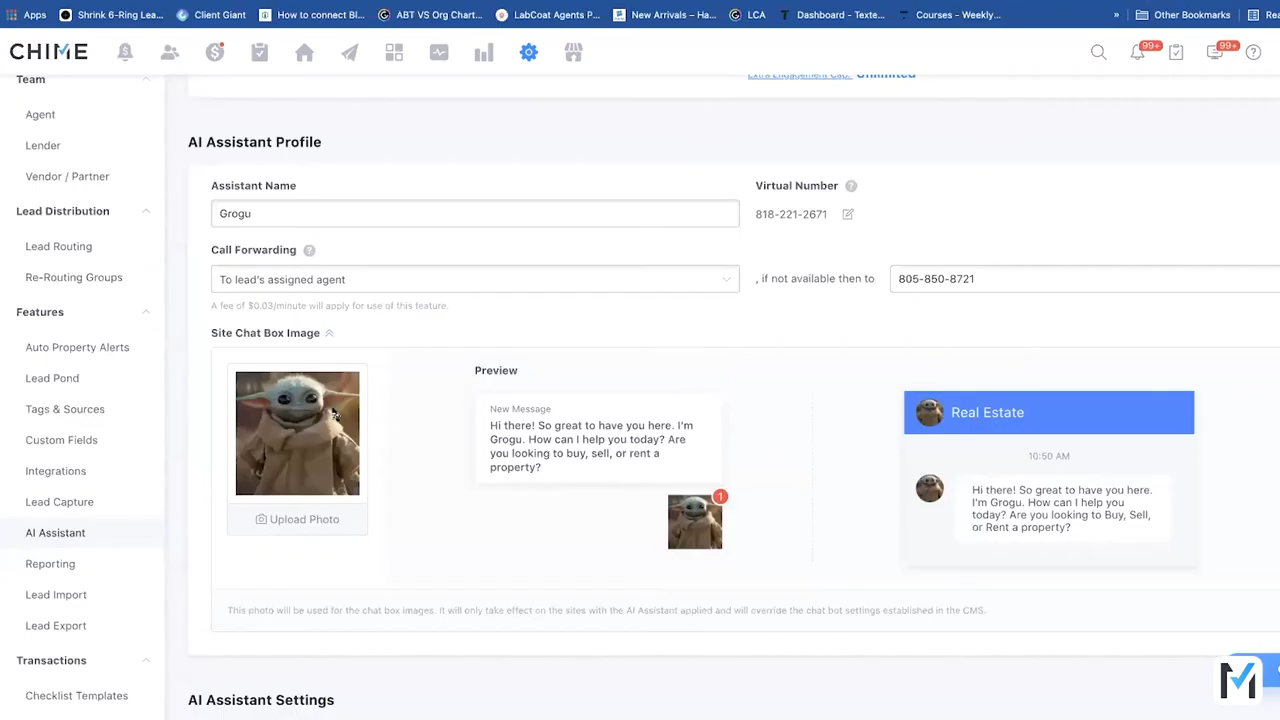 Apps
Shrink 6-Ring Lea...
Client Giant
How to connect Bl...
ABT VS Org Chart...
LabCoat Agents P...
New Arrivals – Ha...
LCA
Dashboard - Texte...
Courses - Weekly...
»
Other Bookmarks
Rea
CHIME
99+
99+
Team
Agent
Lender
Vendor / Partner
Lead Distribution
Lead Routing
Re-Routing Groups
Features
Auto Property Alerts
Lead Pond
Tags & Sources
Custom Fields
Integrations
Lead Capture
AI Assistant
Reporting
Lead Import
Lead Export
Transactions
Checklist Templates
Extra Engagement Cap: Unlimited
AI Assistant Profile
Assistant Name
Virtual Number ?
Grogu
818-221-2671
Call Forwarding ?
To lead's assigned agent
, if not available then to
805-850-8721
A fee of $0.03/minute will apply for use of this feature.
Site Chat Box Image
Upload Photo
Preview
New Message
Hi there! So great to have you here. I'm
Grogu. How can I help you today? Are
you looking to buy, sell, or rent a
property?
1
Real Estate
10:50 AM
Hi there! So great to have you here.
I'm Grogu. How can I help you
today? Are you looking to Buy, Sell,
or Rent a property?
This photo will be used for the chat box images. It will only take effect on the sites with the AI Assistant applied and will override the chat bot settings established in the CMS.
AI Assistant Settings